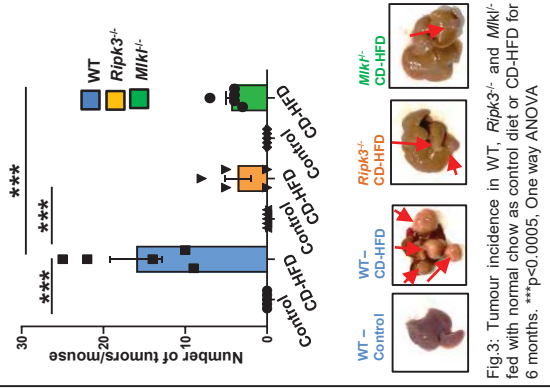 30
20
10
0
Number of tumors/mouse
***
***
***
WT
Ripk3-/-
Mlkl-/-
Control
CD-HFD
Control
CD-HFD
Control
CD-HFD
WT–
Control
WT–
CD-HFD
Ripk3-/-
CD-HFD
Mlkl-/-
CD-HFD
Fig.3: Tumour incidence in WT, Ripk3-/- and Mlkl-/-
fed with normal chow as control diet or CD-HFD for
6 months. ***p<0.0005, One way ANOVA